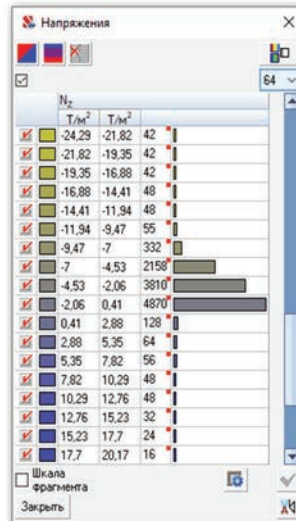 Напряжения
64
Nz
Т/м² Т/м²
-24,29 -21,82 42
-21,82 -19,35 42
-19,35 -16,88 42
-16,88 -14,41 48
-14,41 -11,94 48
-11,94 -9,47 55
-9,47 -7 332
-7 -4,53 2158
-4,53 -2,06 3810
-2,06 0,41 4870
0,41 2,88 128
2,88 5,35 64
5,35 7,82 56
7,82 10,29 48
10,29 12,76 48
12,76 15,23 32
15,23 17,7 24
17,7 20,17 16
Шкала
фрагмента
Закрыть